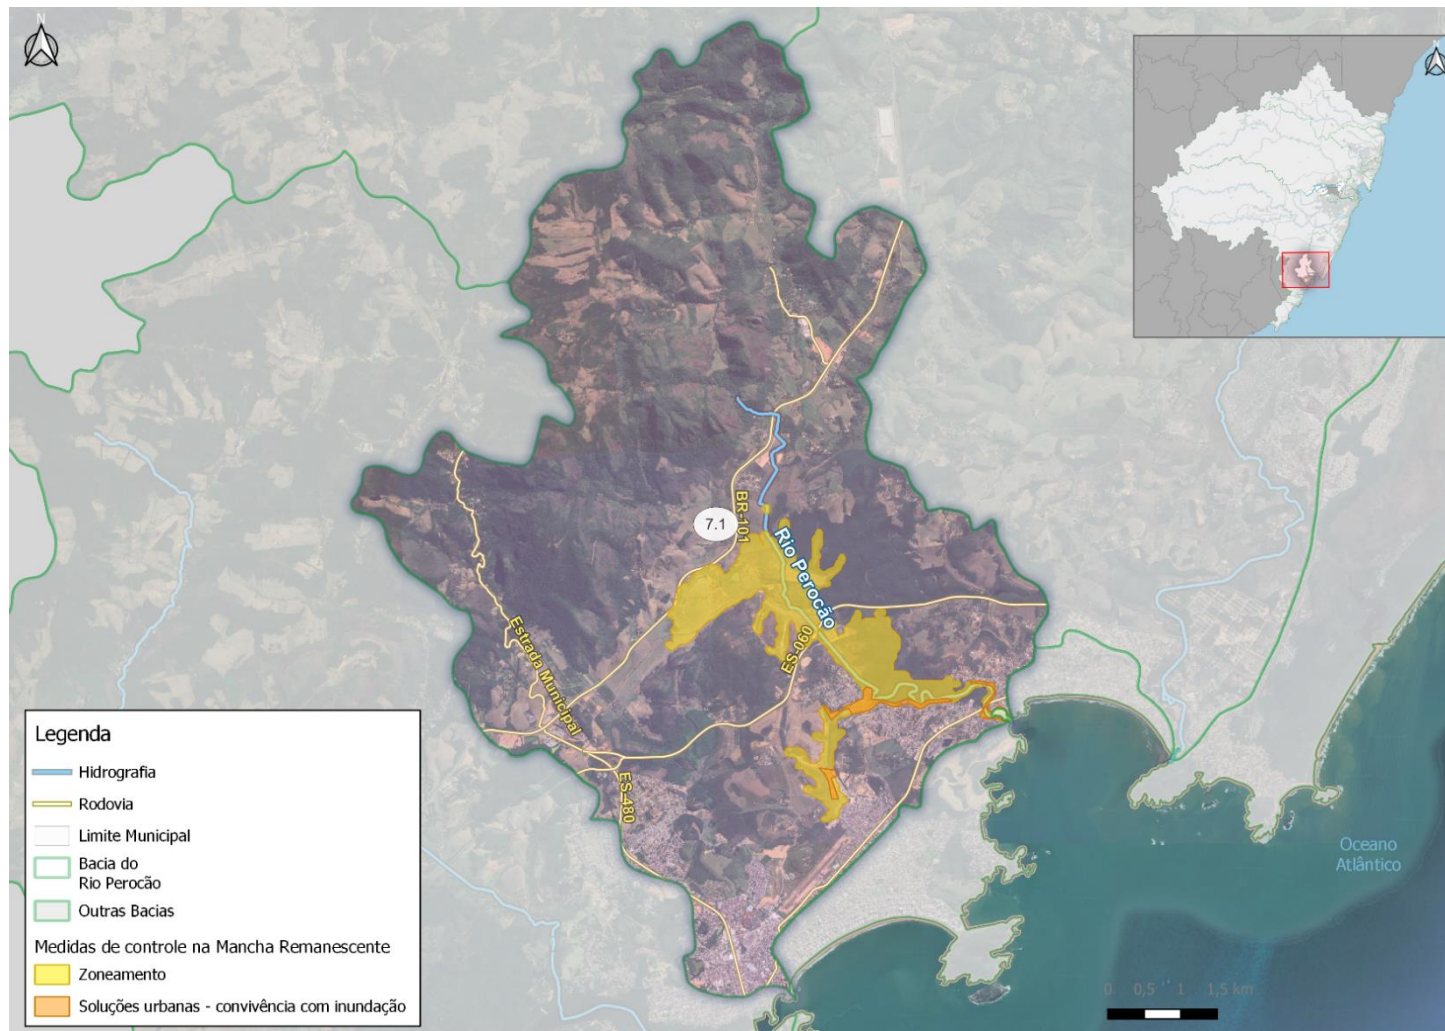 N
N
BR-101
7.1
Rio Perocão
ES-060
Estrada Municipal
ES-480
Legenda
Hidrografia
Rodovia
Limite Municipal
Bacia do
Rio Perocão
Outras Bacias
Medidas de controle na Mancha Remanescente
Zoneamento
Soluções urbanas - convivência com inundação
Oceano
Atlântico
0 0,5 1 1,5 km